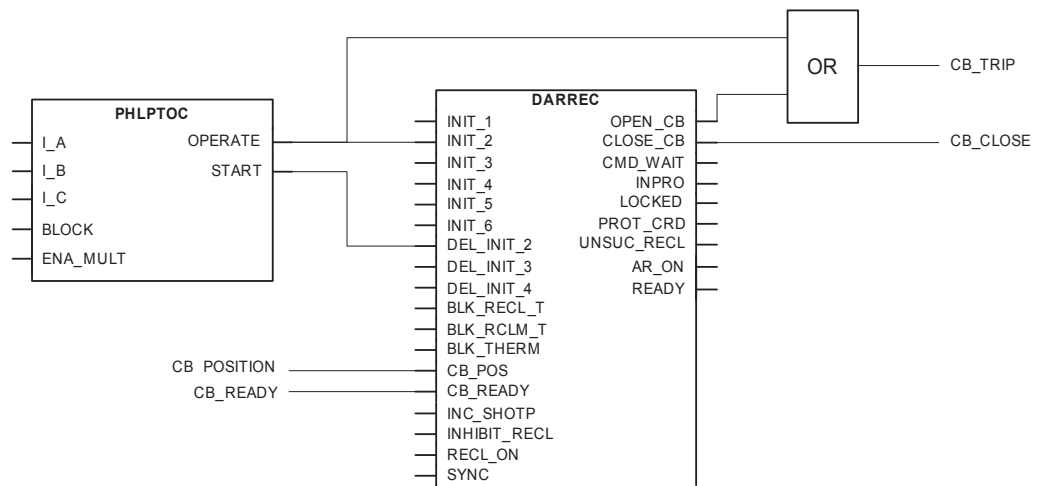 OR
CB_TRIP
PHLPTOC
I_A
I_B
I_C
BLOCK
ENA_MULT
OPERATE
START
DARREC
INIT_1
INIT_2
INIT_3
INIT_4
INIT_5
INIT_6
DEL_INIT_2
DEL_INIT_3
DEL_INIT_4
BLK_RECL_T
BLK_RCLM_T
BLK_THERM
CB_POS
CB_READY
INC_SHOTP
INHIBIT_RECL
RECL_ON
SYNC
OPEN_CB
CLOSE_CB
CMD_WAIT
INPRO
LOCKED
PROT_CRD
UNSUC_RECL
AR_ON
READY
CB_CLOSE
CB_POSITION
CB_READY